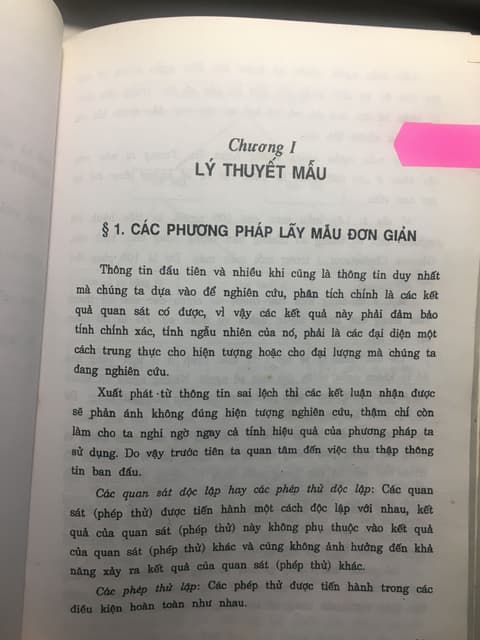 Chương I
LÝ THUYẾT MẪU
§ 1. CÁC PHƯƠNG PHÁP LẤY MẪU ĐƠN GIẢN
Thông tin đầu tiên và nhiều khi cũng là thông tin duy nhất
mà chúng ta dựa vào để nghiên cứu, phân tích chính là các kết
quả quan sát có được, vì vậy các kết quả này phải đảm bảo
tính chính xác, tính ngẫu nhiên của nó, phải là các đại diện một
cách trung thực cho hiện tượng hoặc cho đại lượng mà chúng ta
đang nghiên cứu.
Xuất phát từ thông tin sai lệch thì các kết luận nhận được
sẽ phản ánh không đúng hiện tượng nghiên cứu, thậm chí còn
làm cho ta nghi ngờ ngay cả tính hiệu quả của phương pháp ta
sử dụng. Do vậy trước tiên ta quan tâm đến việc thu thập thông
tin ban đầu.
Các quan sát độc lập hay các phép thử độc lập: Các quan
sát (phép thử) được tiến hành một cách độc lập với nhau, kết
quả của quan sát (phép thử) này không phụ thuộc vào kết quả
của quan sát (phép thử) khác và cũng không ảnh hưởng đến khả
năng xảy ra kết quả của quan sát (phép thử) khác.
Các phép thử lặp: Các phép thử được tiến hành trong các
điều kiện hoàn toàn như nhau.